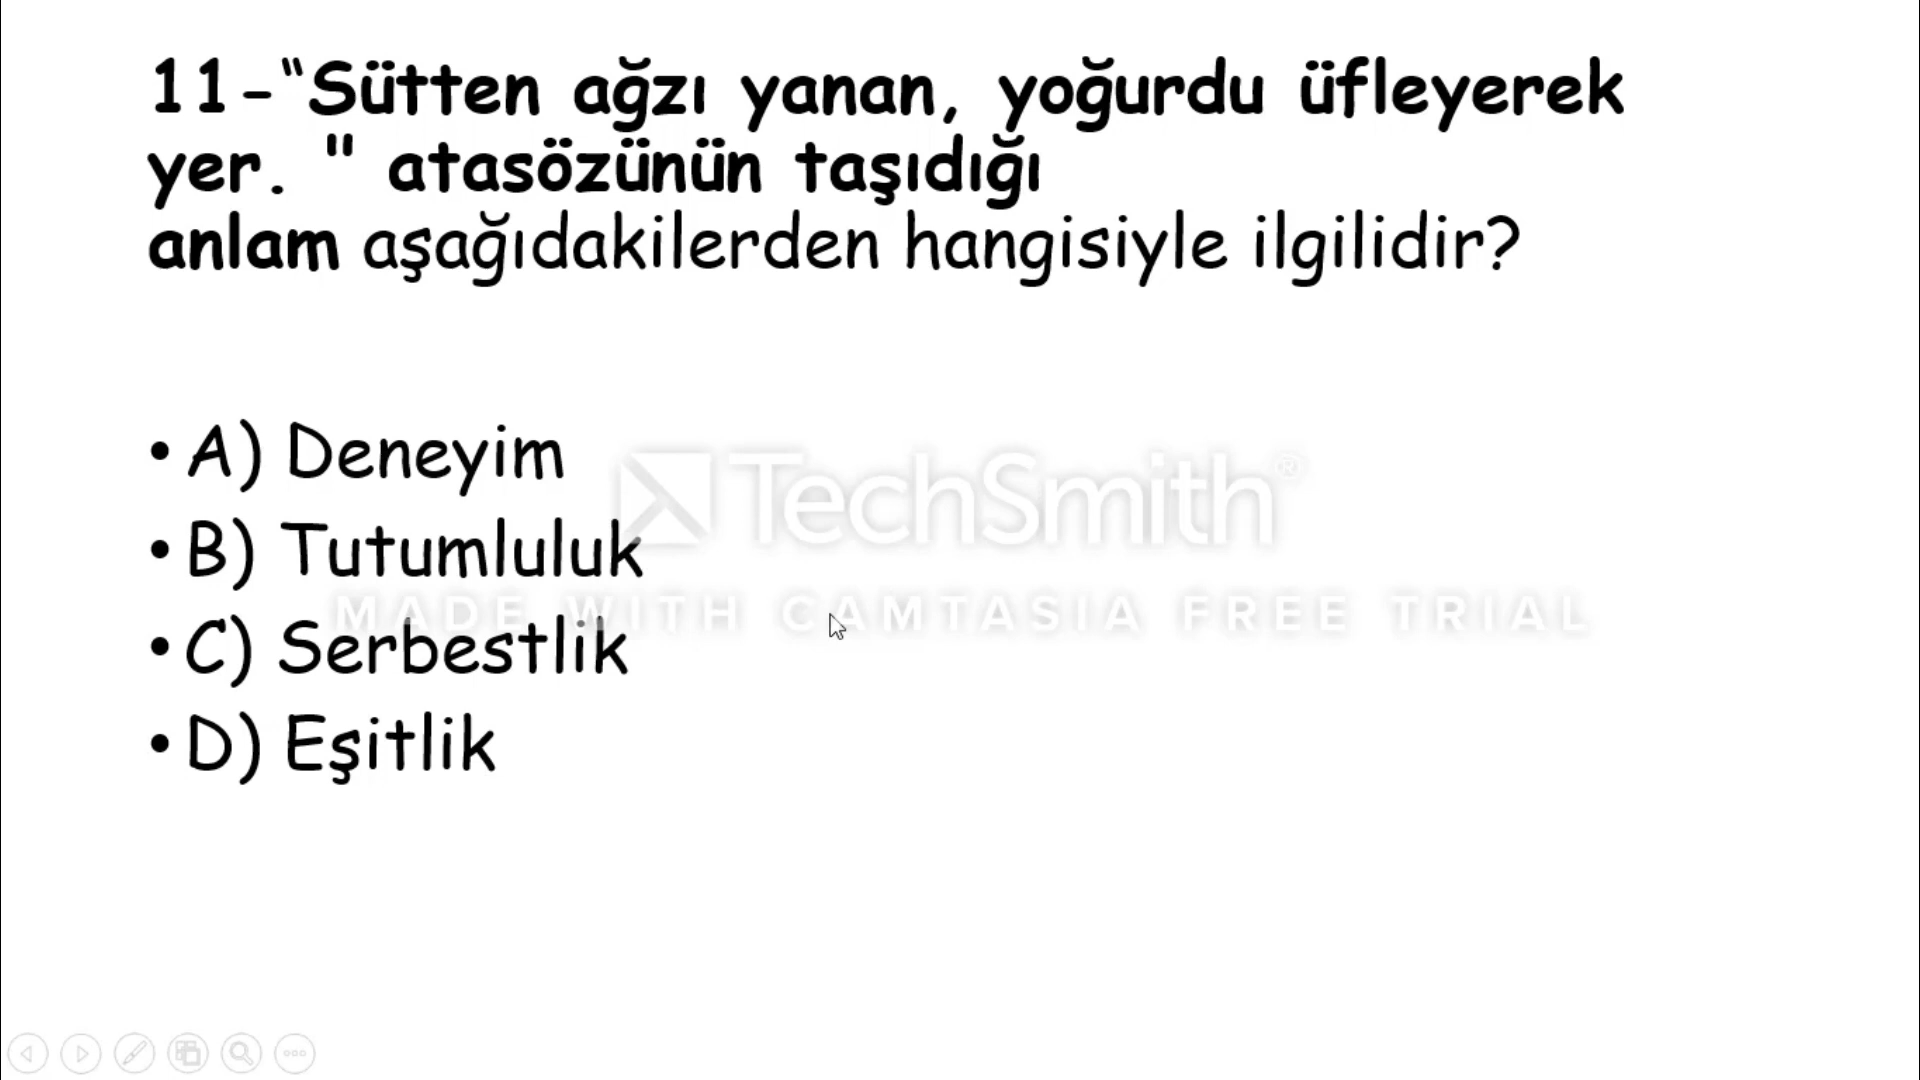 11-“Sütten ağzı yanan, yoğurdu üfleyerek
yer. " atasözünün taşıdığı
anlam aşağıdakilerden hangisiyle ilgilidir?
• A) Deneyim
• B) Tutumluluk
• C) Serbestlik
• D) Eşitlik
TechSmith®
MADE WITH CAMTASIA FREE TRIAL